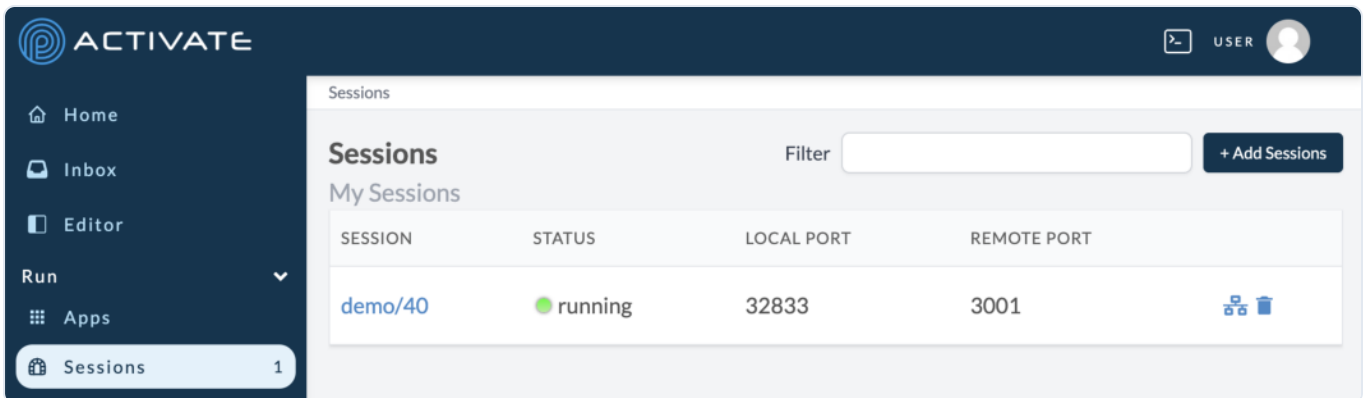 ACTIVATE
USER
Home
Inbox
Editor
Run
Apps
Sessions 1
Sessions
Sessions
Filter
+ Add Sessions
My Sessions
SESSION STATUS LOCAL PORT REMOTE PORT
demo/40 running 32833 3001